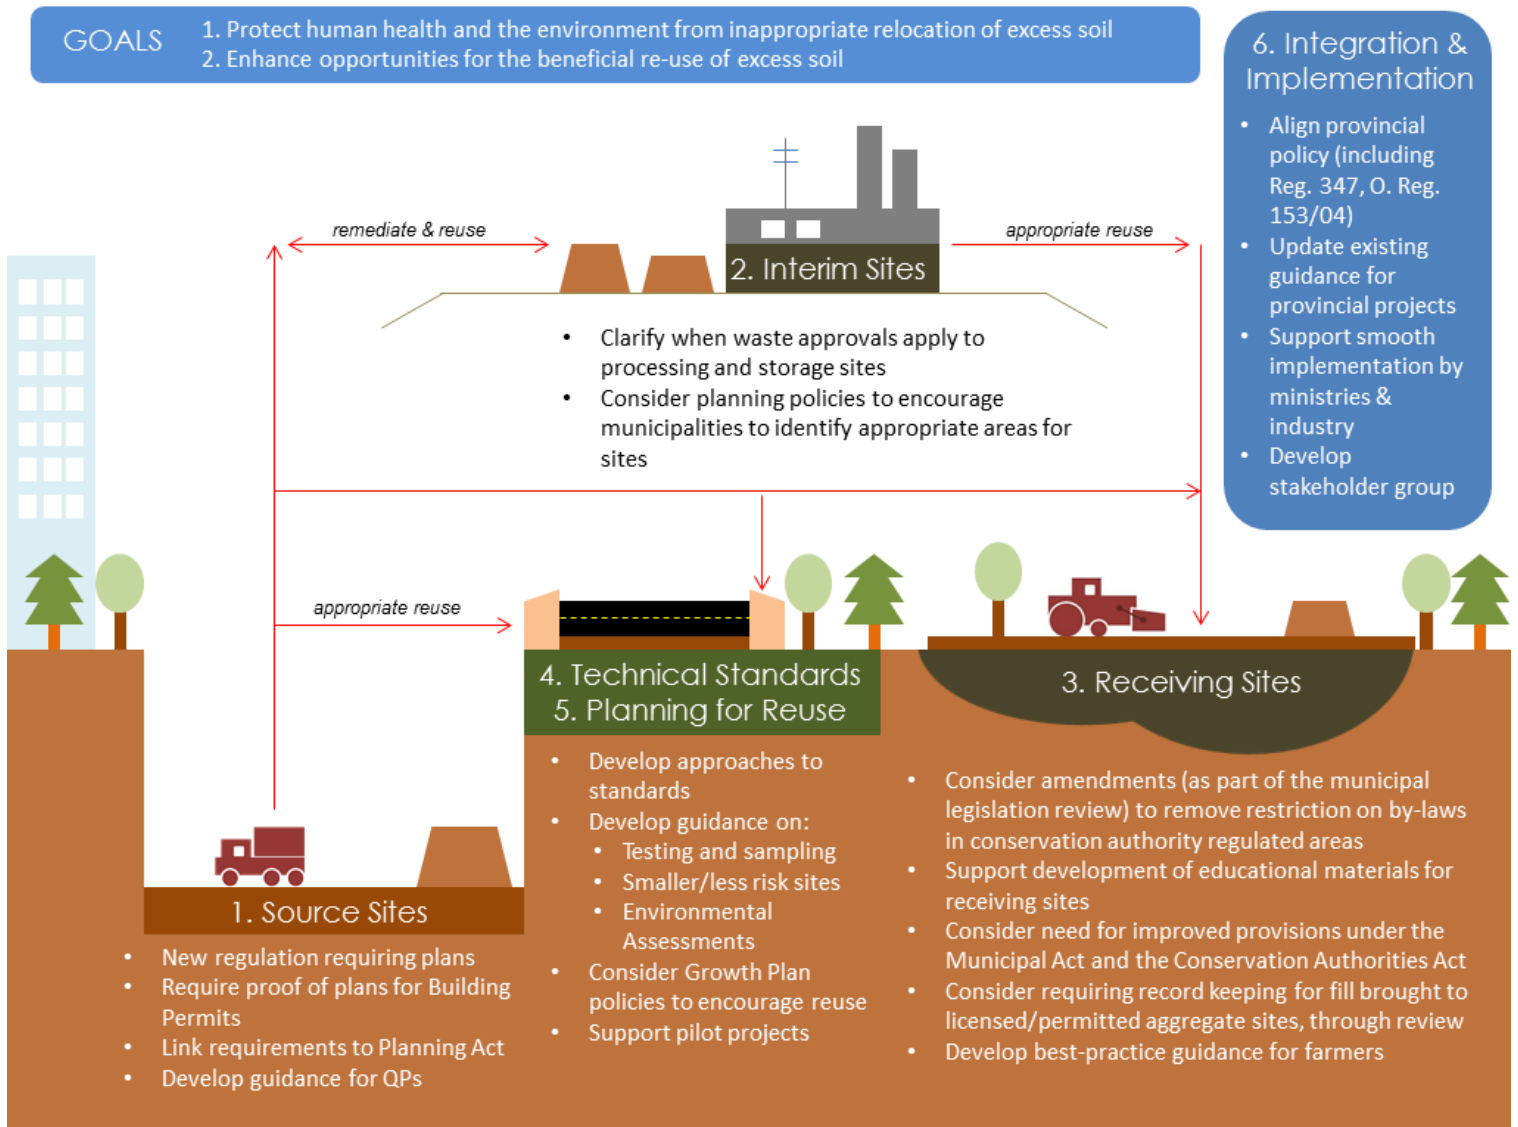 GOALS
1. Protect human health and the environment from inappropriate relocation of excess soil
2. Enhance opportunities for the beneficial re-use of excess soil
6. Integration &
Implementation
• Align provincial
policy (including
Reg. 347, O. Reg.
153/04)
• Update existing
guidance for
provincial projects
• Support smooth
implementation by
ministries &
industry
• Develop
stakeholder group
remediate & reuse
appropriate reuse
2. Interim Sites
• Clarify when waste approvals apply to
processing and storage sites
• Consider planning policies to encourage
municipalities to identify appropriate areas for
sites
appropriate reuse
4. Technical Standards
5. Planning for Reuse
• Develop approaches to
standards
• Develop guidance on:
• Testing and sampling
• Smaller/less risk sites
• Environmental
Assessments
• Consider Growth Plan
policies to encourage reuse
• Support pilot projects
3. Receiving Sites
• Consider amendments (as part of the municipal
legislation review) to remove restriction on by-laws
in conservation authority regulated areas
• Support development of educational materials for
receiving sites
• Consider need for improved provisions under the
Municipal Act and the Conservation Authorities Act
• Consider requiring record keeping for fill brought to
licensed/permitted aggregate sites, through review
• Develop best-practice guidance for farmers
1. Source Sites
• New regulation requiring plans
• Require proof of plans for Building
Permits
• Link requirements to Planning Act
• Develop guidance for QPs